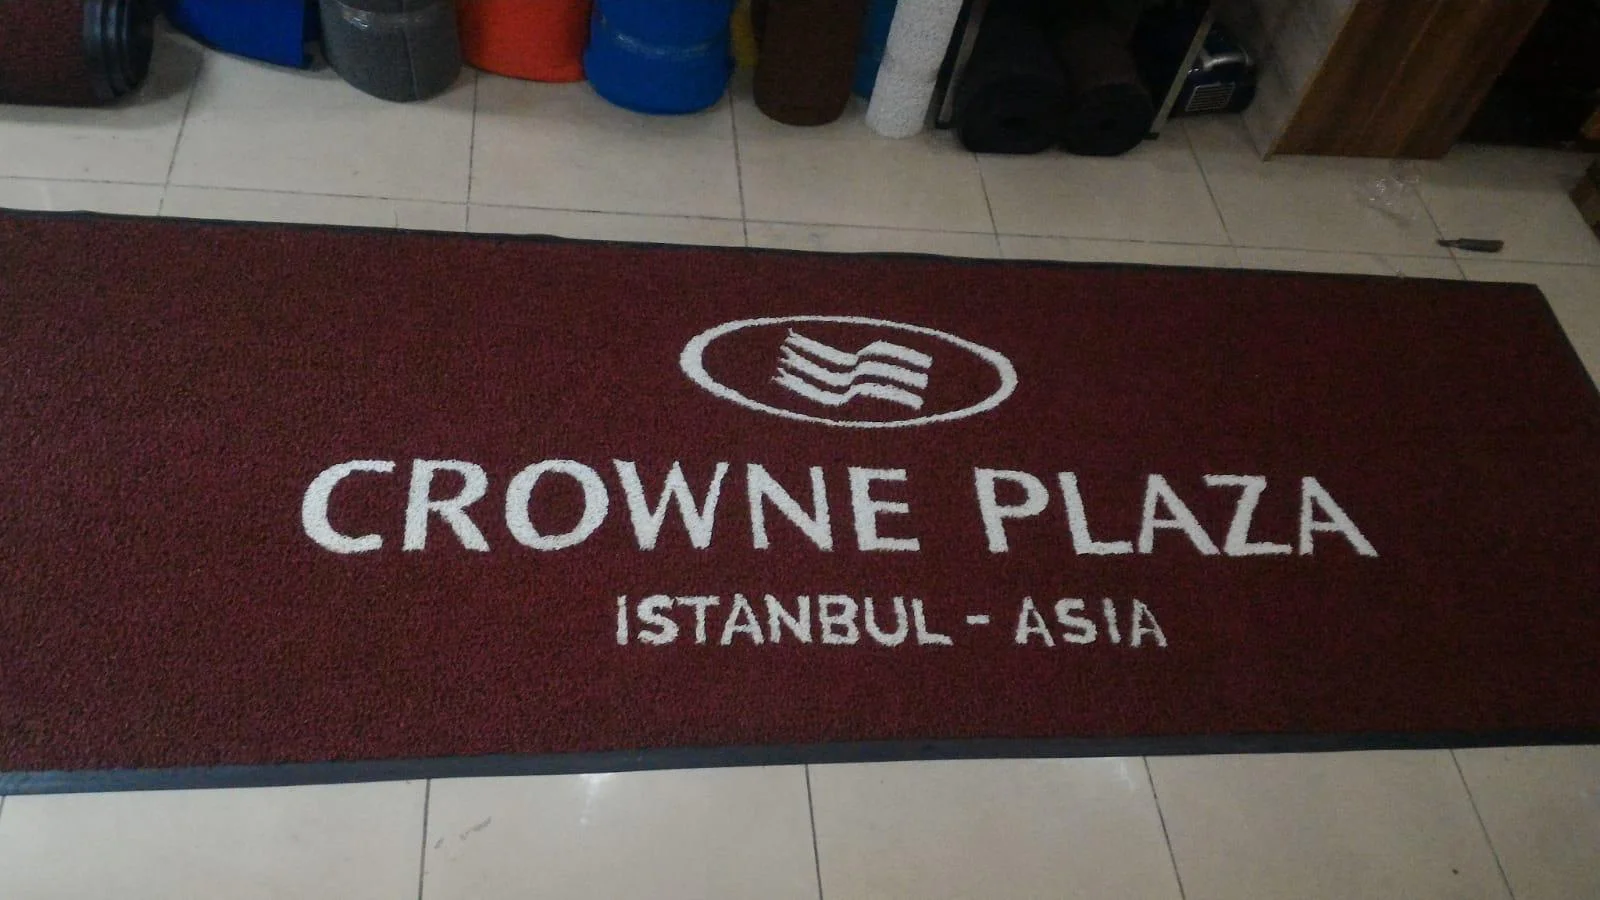 CROWNE PLAZA
ISTANBUL - ASIA